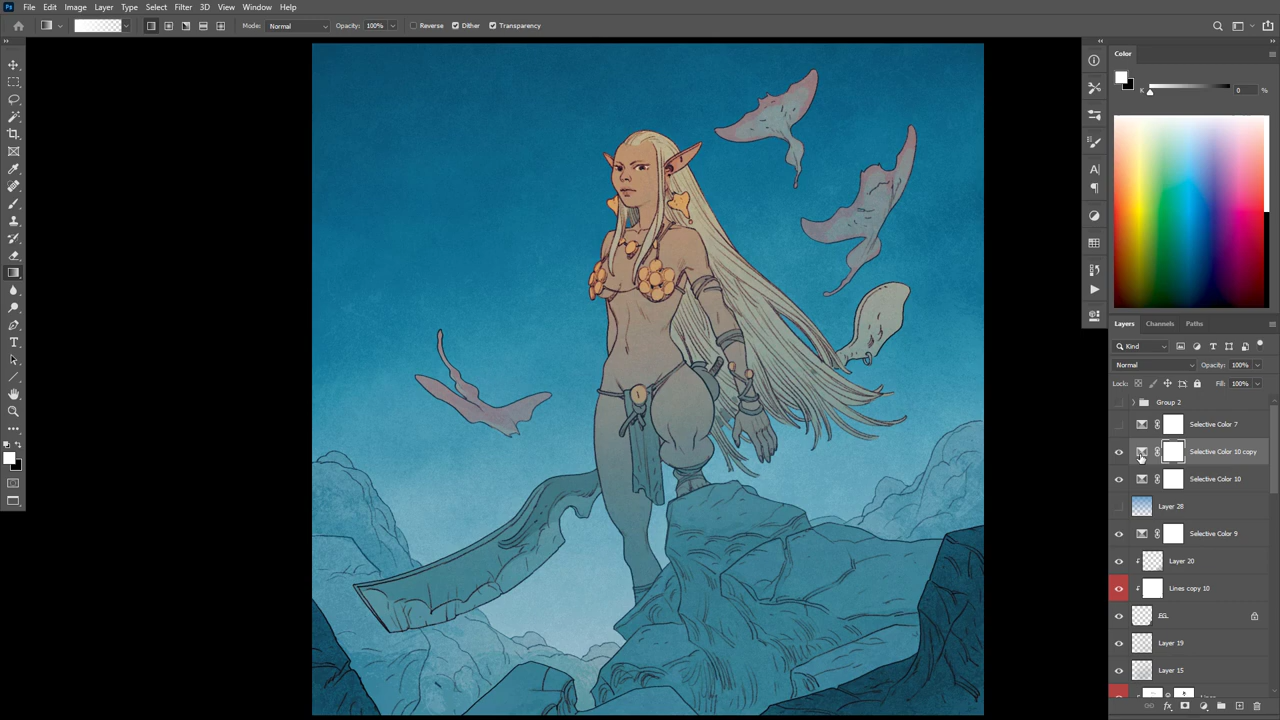 File Edit Image Layer Type Select Filter 3D View Window Help
Mode: Normal Opacity: 100% Reverse Dither Transparency
Color
K 0 %
Layers Channels Paths
Kind
Normal Opacity: 100%
Lock: Fill: 100%
Group 2
Selective Color 7
Selective Color 10 copy
Selective Color 10
Layer 28
Selective Color 9
Layer 20
Lines copy 10
EGL
Layer 19
Layer 15